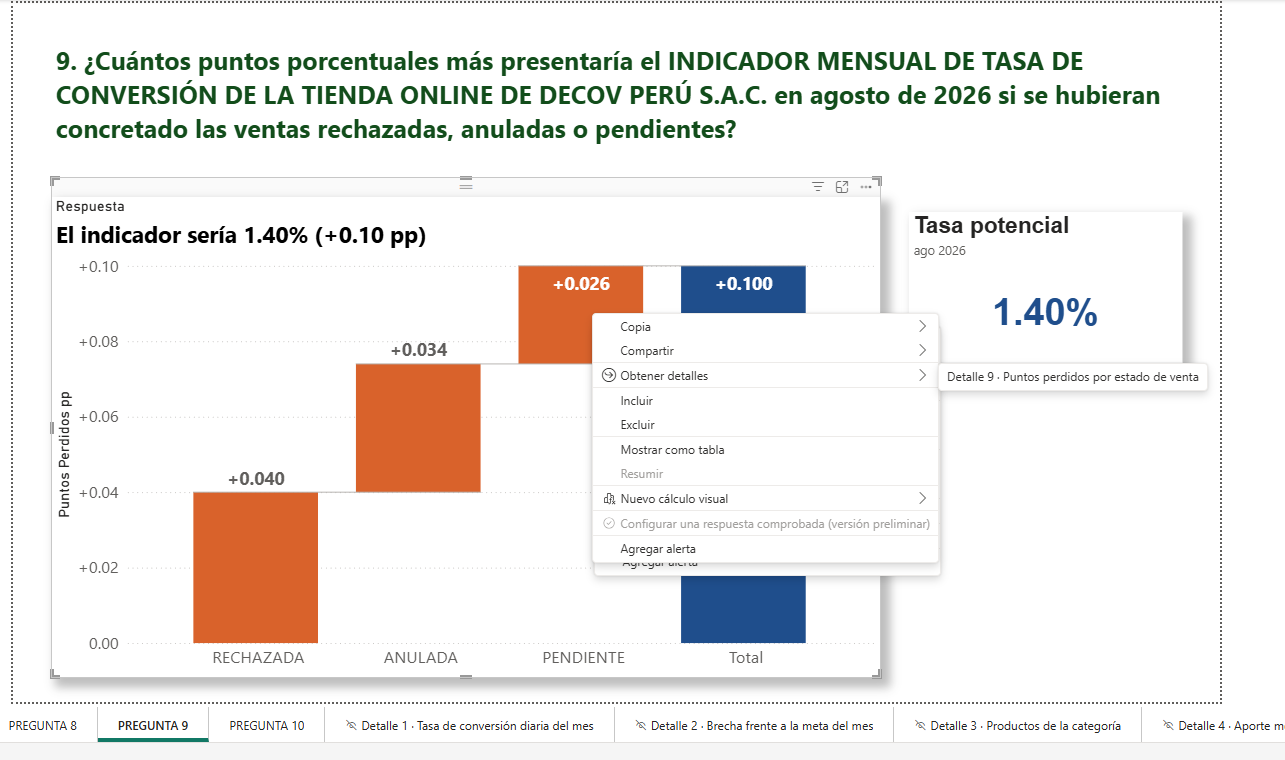 9. ¿Cuántos puntos porcentuales más presentaría el INDICADOR MENSUAL DE TASA DE
CONVERSIÓN DE LA TIENDA ONLINE DE DECOV PERÚ S.A.C. en agosto de 2026 si se hubieran
concretado las ventas rechazadas, anuladas o pendientes?
Respuesta
El indicador sería 1.40% (+0.10 pp)
Puntos Perdidos pp
+0.10
+0.08
+0.06
+0.04
+0.02
0.00
+0.040
+0.034
+0.026
+0.100
RECHAZADA
ANULADA
PENDIENTE
Total
Tasa potencial
ago 2026
1.40%
Copia
Compartir
Obtener detalles
Incluir
Excluir
Mostrar como tabla
Resumir
Nuevo cálculo visual
Configurar una respuesta comprobada (versión preliminar)
Agregar alerta
Agregar alerta
Detalle 9 · Puntos perdidos por estado de venta
PREGUNTA 8
PREGUNTA 9
PREGUNTA 10
Detalle 1 · Tasa de conversión diaria del mes
Detalle 2 · Brecha frente a la meta del mes
Detalle 3 · Productos de la categoría
Detalle 4 · Aporte m